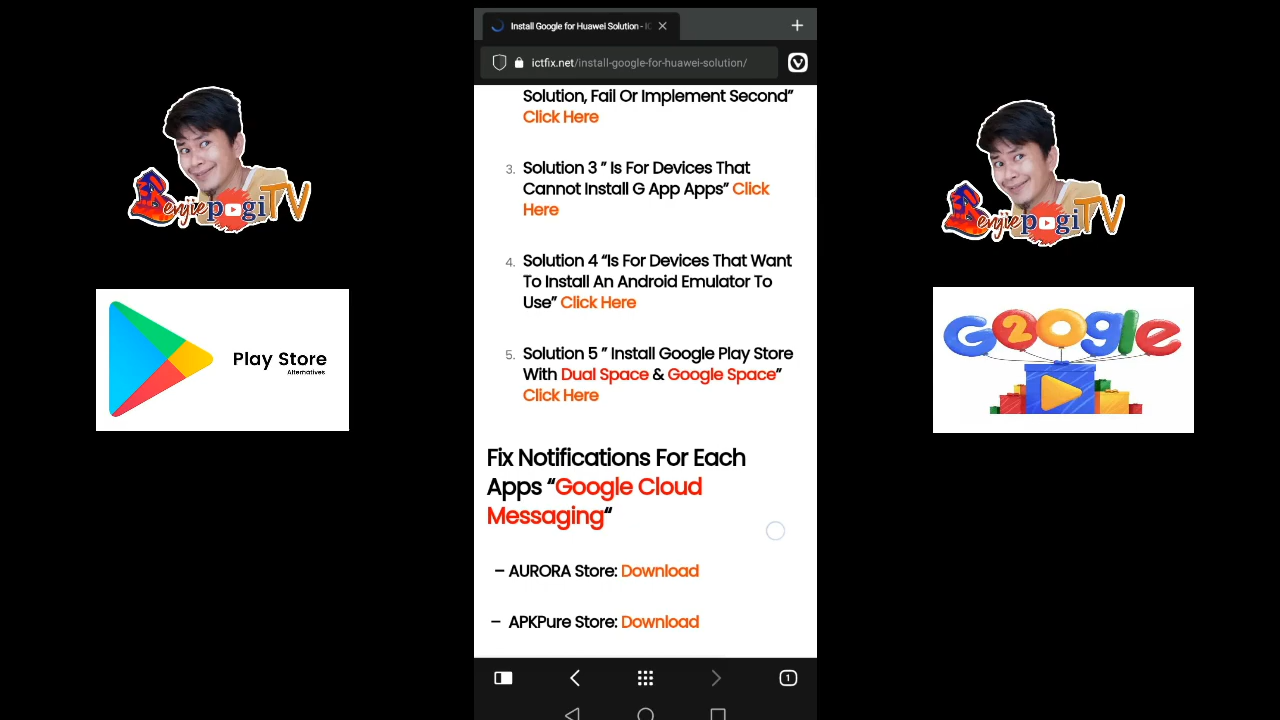 Install Google for Huawei Solution - IC
ictfix.net/install-google-for-huawei-solution/
Solution, Fail Or Implement Second”
Click Here
3. Solution 3 ” Is For Devices That
Cannot Install G App Apps” Click
Here
4. Solution 4 “Is For Devices That Want
To Install An Android Emulator To
Use” Click Here
5. Solution 5 ” Install Google Play Store
With Dual Space & Google Space”
Click Here
Fix Notifications For Each
Apps “Google Cloud
Messaging“
– AURORA Store: Download
– APKPure Store: Download
1
BenjiepogiTV
Play Store
Alternatives
BenjiepogiTV
G2OOgle